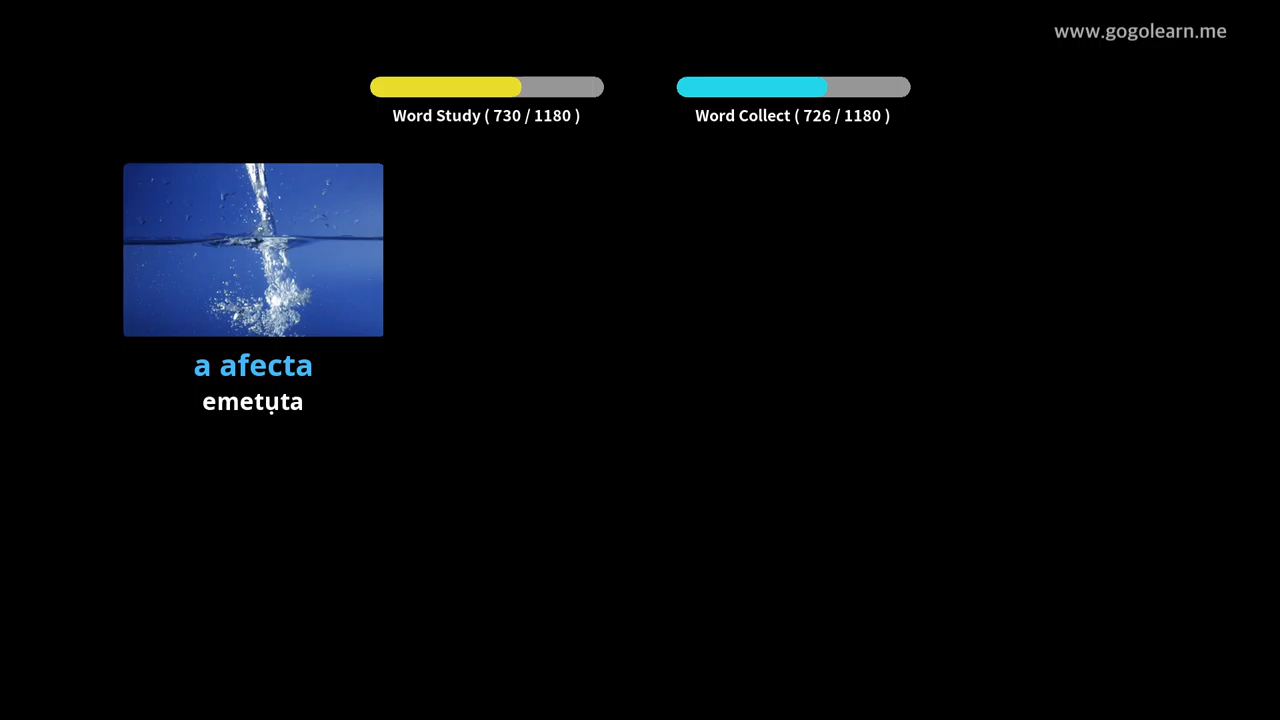 www.gogolearn.me
Word Study ( 730 / 1180 )
Word Collect ( 726 / 1180 )
a afecta
emetụta